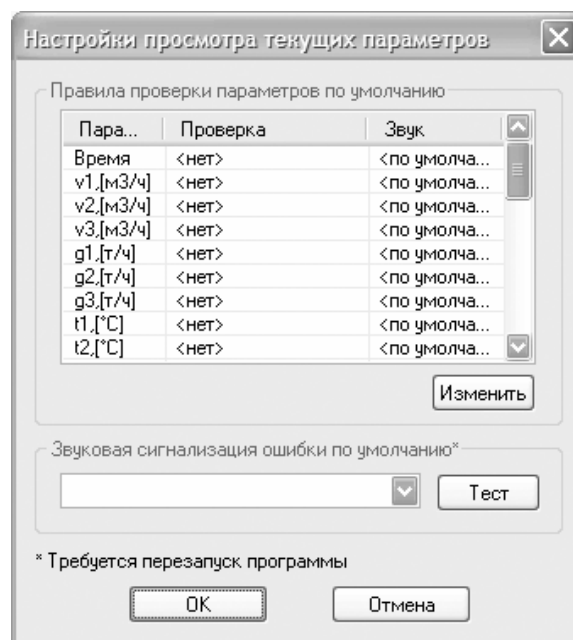 Настройки просмотра текущих параметров
Правила проверки параметров по умолчанию
Пара... Проверка Звук
Время <нет> <по умолча...
v1,[м3/ч] <нет> <по умолча...
v2,[м3/ч] <нет> <по умолча...
v3,[м3/ч] <нет> <по умолча...
g1,[т/ч] <нет> <по умолча...
g2,[т/ч] <нет> <по умолча...
g3,[т/ч] <нет> <по умолча...
t1,[°C] <нет> <по умолча...
t2,[°C] <нет> <по умолча...
Изменить
Звуковая сигнализация ошибки по умолчанию*
Тест
* Требуется перезапуск программы
OK Отмена